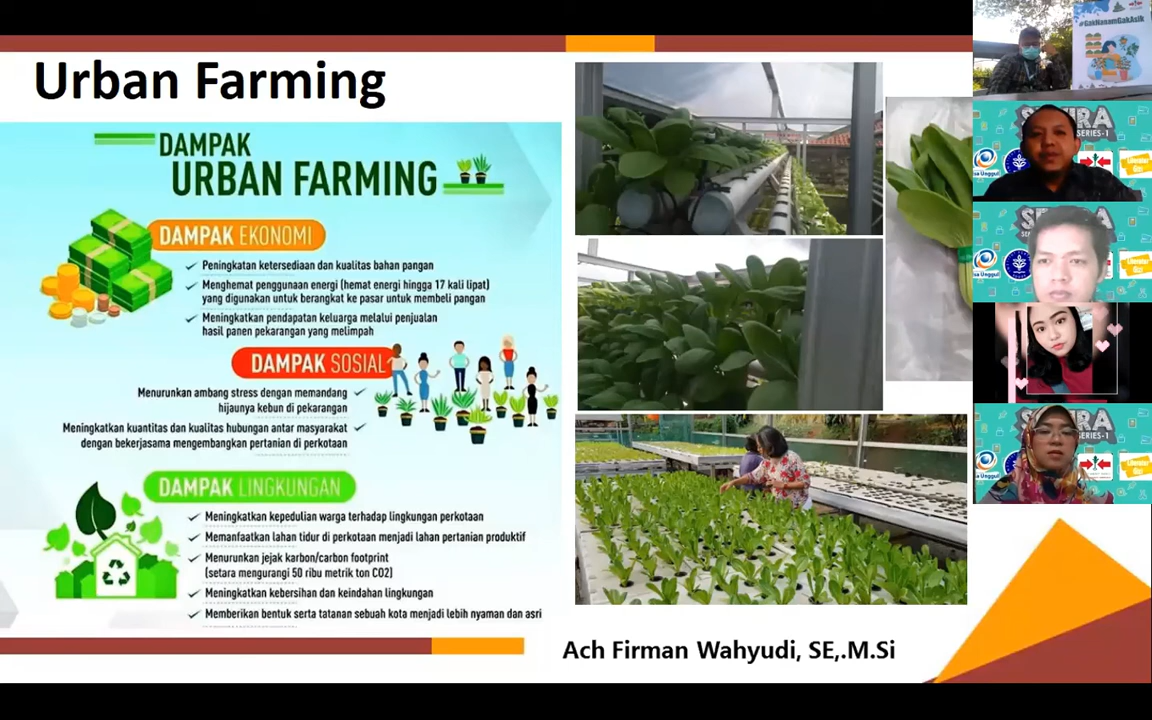 Urban Farming
DAMPAK
URBAN FARMING
DAMPAK EKONOMI
Peningkatan ketersediaan dan kualitas bahan pangan
Menghemat penggunaan energi (hemat energi hingga 17 kali lipat)
yang digunakan untuk berangkat ke pasar untuk membeli pangan
Meningkatkan pendapatan keluarga melalui penjualan
hasil panen pekarangan yang melimpah
DAMPAK SOSIAL
Menurunkan ambang stress dengan memandang
hijaunya kebun di pekarangan
Meningkatkan kuantitas dan kualitas hubungan antar masyarakat
dengan bekerjasama mengembangkan pertanian di perkotaan
DAMPAK LINGKUNGAN
Meningkatkan kepedulian warga terhadap lingkungan perkotaan
Memanfaatkan lahan tidur di perkotaan menjadi lahan pertanian produktif
Menurunkan jejak karbon/carbon footprint
(setara mengurangi 50 ribu metrik ton CO2)
Meningkatkan kebersihan dan keindahan lingkungan
Memberikan bentuk serta tatanan sebuah kota menjadi lebih nyaman dan asri
Ach Firman Wahyudi, SE,.M.Si
#GakNanamGakAsik
SERIES-1
sa Unggul
SERIES-1
sa Unggul